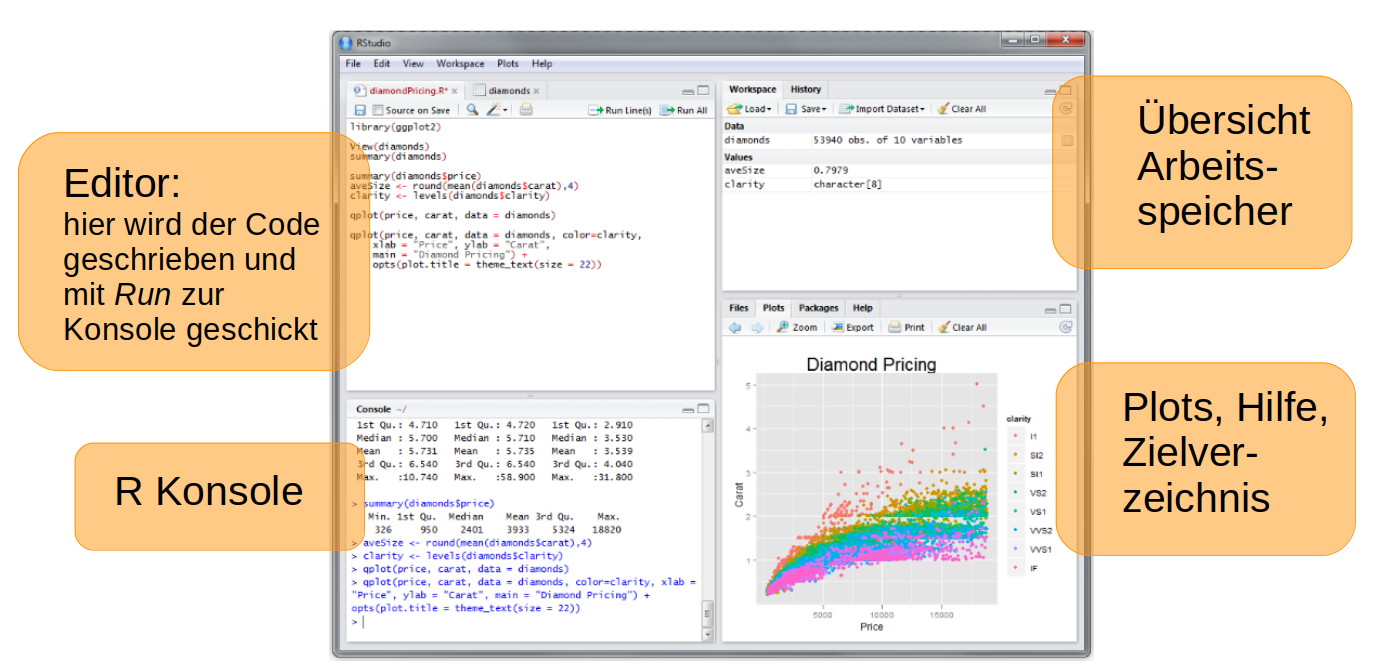 RStudio
File Edit View Workspace Plots Help
diamondPricing.R* × diamonds ×
Source on Save Run Line(s) Run All
library(ggplot2)
View(diamonds)
summary(diamonds)
summary(diamonds$price)
aveSize <- round(mean(diamonds$carat),4)
clarity <- levels(diamonds$clarity)
qplot(price, carat, data = diamonds)
qplot(price, carat, data = diamonds, color=clarity,
xlab = "Price", ylab = "Carat",
main = "Diamond Pricing") +
opts(plot.title = theme_text(size = 22))
Editor:
hier wird der Code
geschrieben und
mit Run zur
Konsole geschickt
Workspace History
Load Save Import Dataset Clear All
Data
diamonds 53940 obs. of 10 variables
Values
aveSize 0.7979
clarity character[8]
Übersicht
Arbeits-
speicher
Console ~/
1st Qu.: 4.710 1st Qu.: 4.720 1st Qu.: 2.910
Median : 5.700 Median : 5.710 Median : 3.530
Mean : 5.731 Mean : 5.735 Mean : 3.539
3rd Qu.: 6.540 3rd Qu.: 6.540 3rd Qu.: 4.040
Max. :10.740 Max. :58.900 Max. :31.800
> summary(diamonds$price)
Min. 1st Qu. Median Mean 3rd Qu. Max.
326 950 2401 3933 5324 18820
> aveSize <- round(mean(diamonds$carat),4)
> clarity <- levels(diamonds$clarity)
> qplot(price, carat, data = diamonds)
> qplot(price, carat, data = diamonds, color=clarity, xlab =
"Price", ylab = "Carat", main = "Diamond Pricing") +
opts(plot.title = theme_text(size = 22))
>
R Konsole
Files Plots Packages Help
Zoom Export Print Clear All
Diamond Pricing
5
4
3
2
1
Carat
5000 10000 15000
Price
clarity
I1
SI2
SI1
VS2
VS1
VVS2
VVS1
IF
Plots, Hilfe,
Zielver-
zeichnis